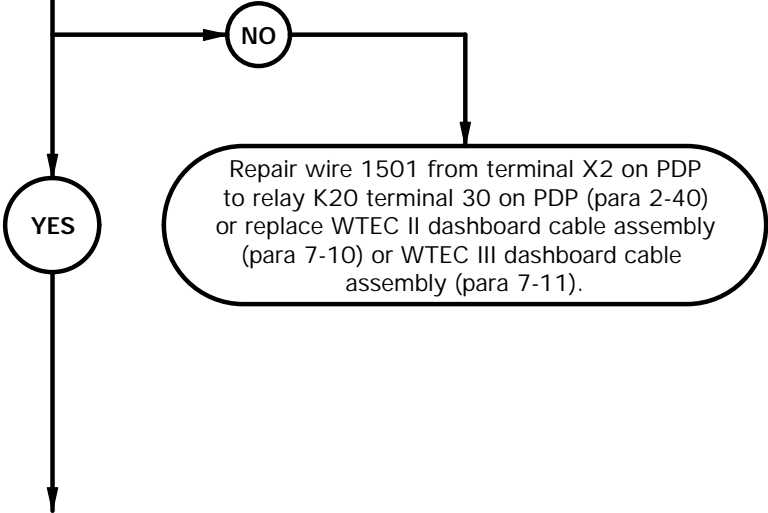 NO
YES
Repair wire 1501 from terminal X2 on PDP
to relay K20 terminal 30 on PDP (para 2-40)
or replace WTEC II dashboard cable assembly
(para 7-10) or WTEC III dashboard cable
assembly (para 7-11).